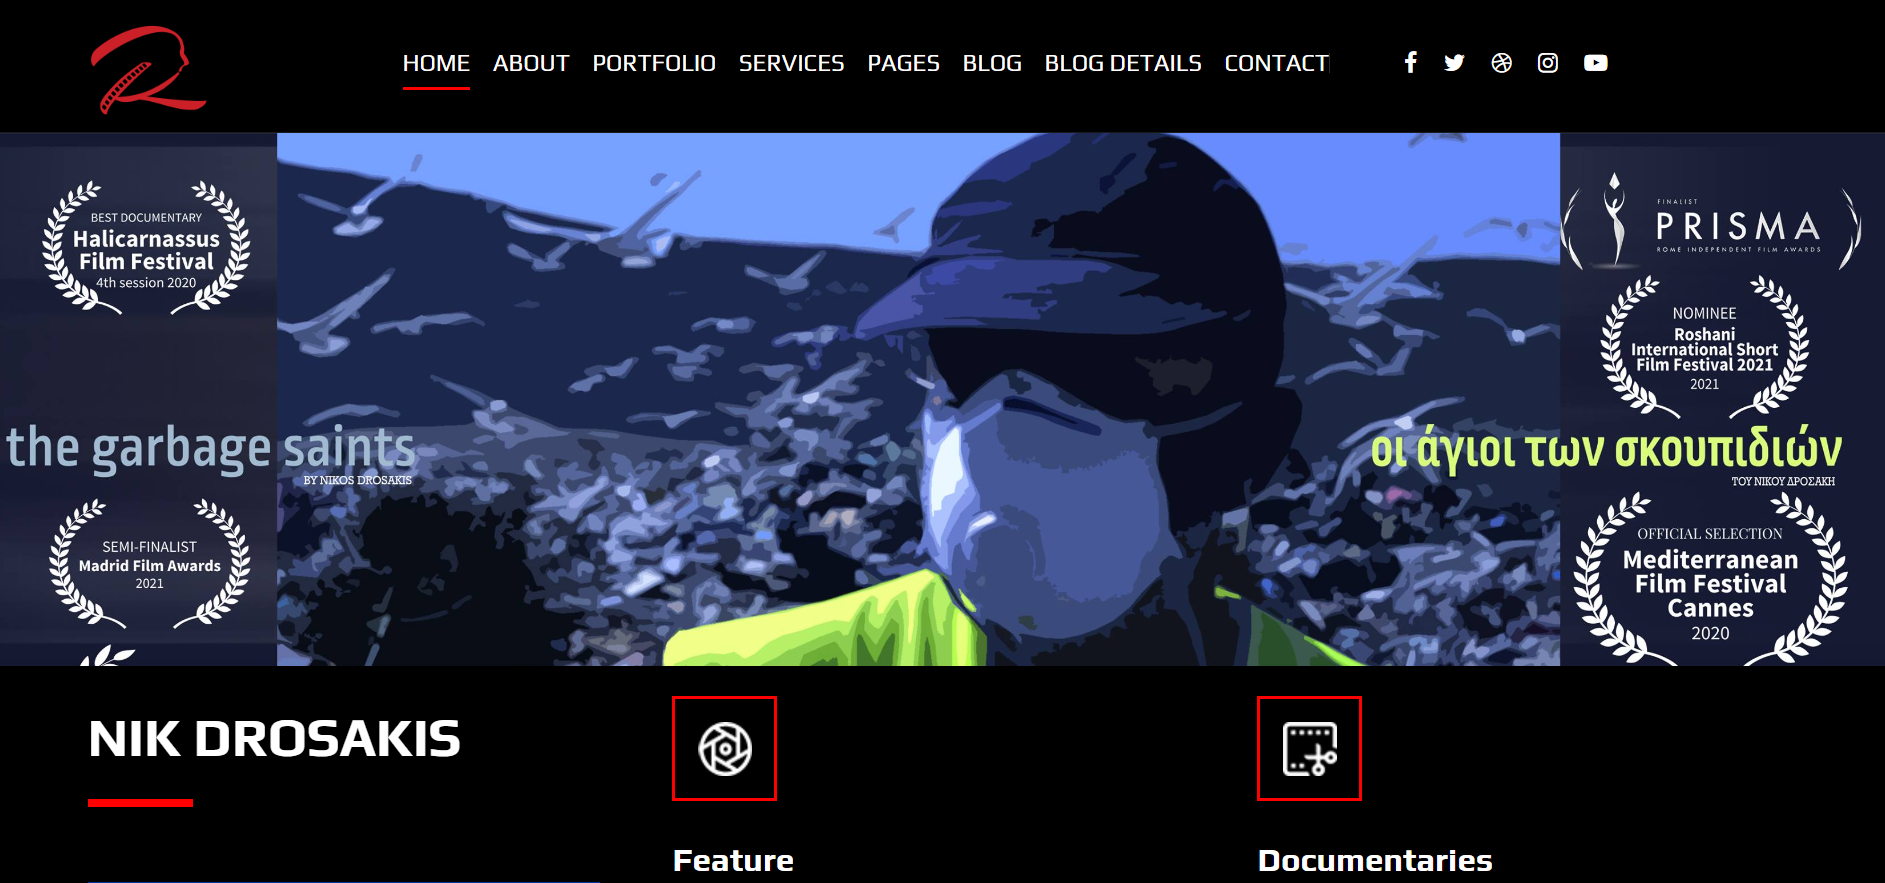 HOME ABOUT PORTFOLIO SERVICES PAGES BLOG BLOG DETAILS CONTACT
BEST DOCUMENTARY
Halicarnassus
Film Festival
4th session 2020
FINALIST
PRISMA
ROME INDEPENDENT FILM AWARDS
NOMINEE
Roshani
International Short
Film Festival 2021
2021
the garbage saints
BY NIKOS DROSAKIS
οι άγιοι των σκουπιδιών
ΤΟΥ ΝΙΚΟΥ ΔΡΟΣΑΚΗ
SEMI-FINALIST
Madrid Film Awards
2021
OFFICIAL SELECTION
Mediterranean
Film Festival
Cannes
2020
NIK DROSAKIS
Feature
Documentaries